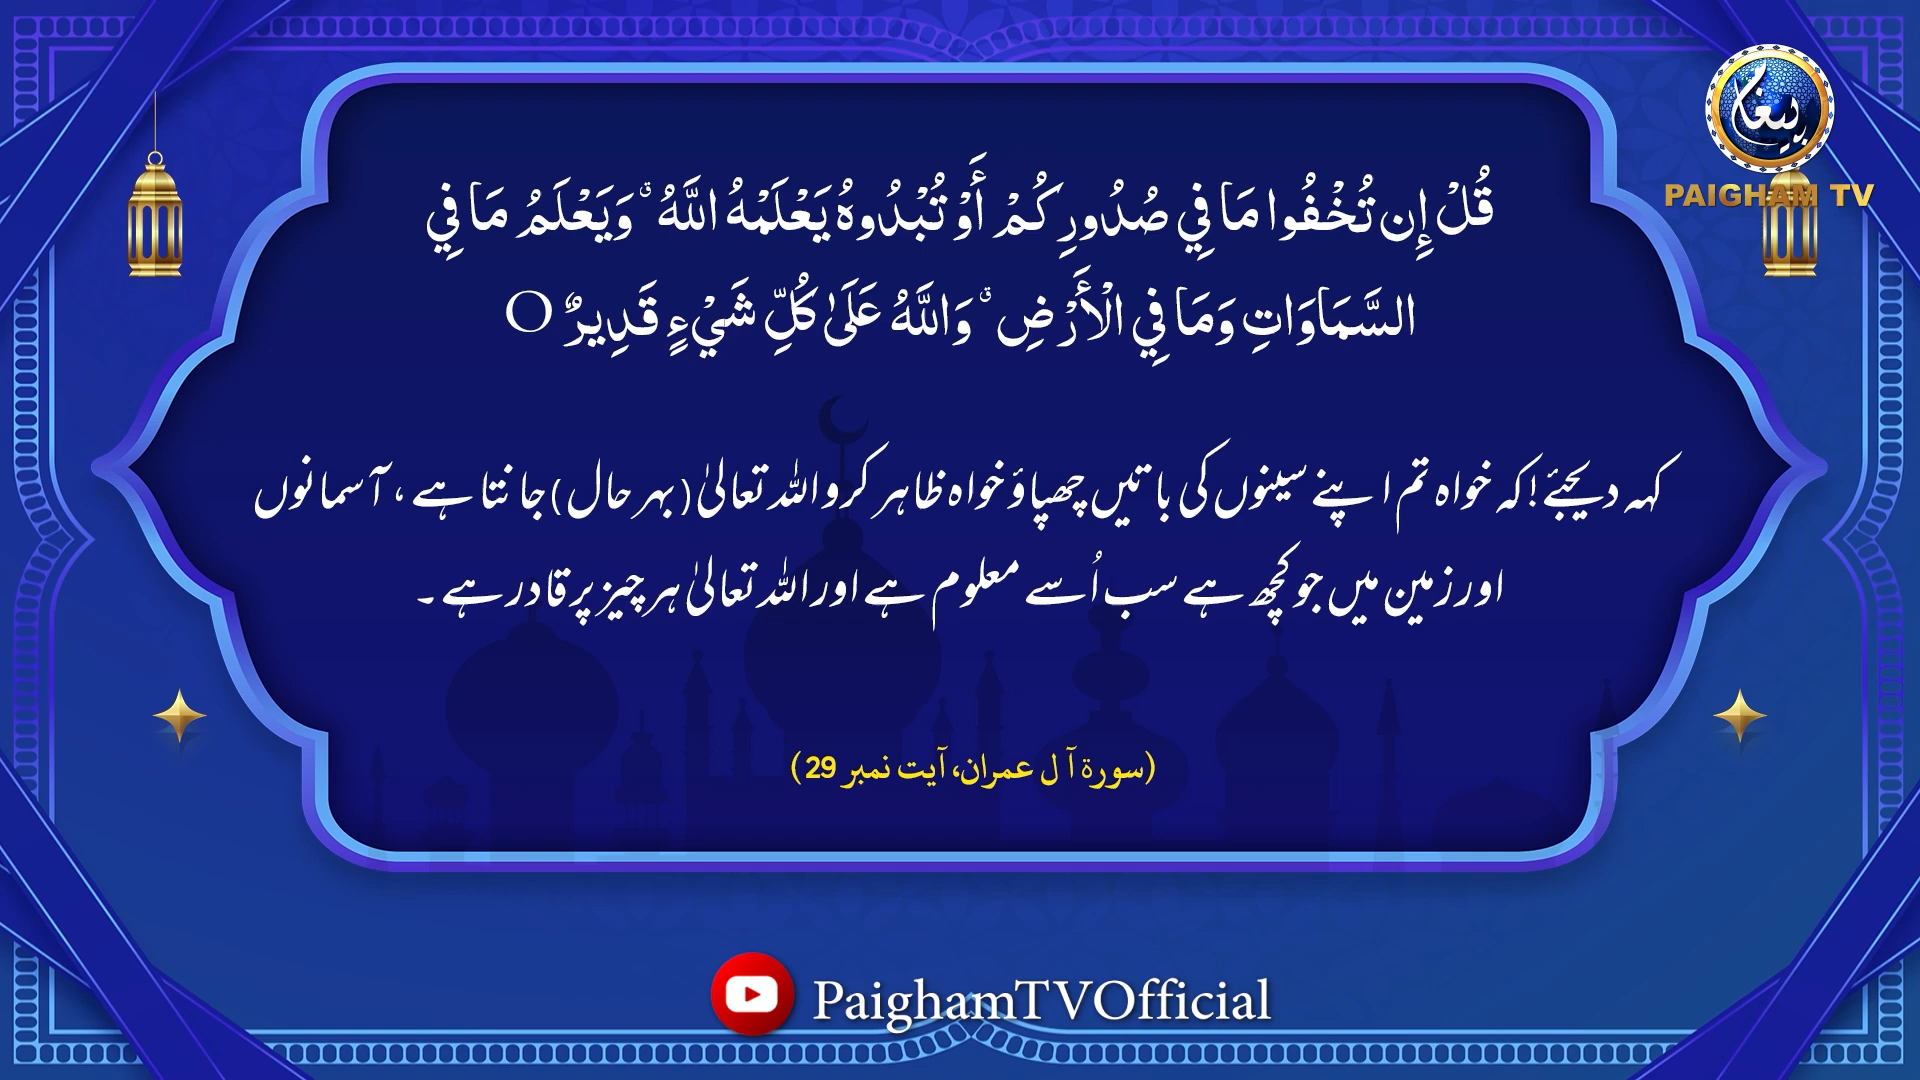 پیغام
PAIGHAM TV
قُلْ إِن تُخْفُوا مَا فِي صُدُورِكُمْ أَوْ تُبْدُوهُ يَعْلَمْهُ اللَّهُ ۗ وَيَعْلَمُ مَا فِي
السَّمَاوَاتِ وَمَا فِي الْأَرْضِ ۗ وَاللَّهُ عَلَىٰ كُلِّ شَيْءٍ قَدِيرٌ ○
کہہ دیجئے! کہ خواہ تم اپنے سینوں کی باتیں چھپاؤ خواہ ظاہر کرو اللہ تعالیٰ (بہر حال) جانتا ہے ، آسمانوں
اور زمین میں جو کچھ ہے سب اُسے معلوم ہے اور اللہ تعالیٰ ہر چیز پر قادر ہے ۔
(سورة آل عمران، آیت نمبر 29)
PaighamTVOfficial